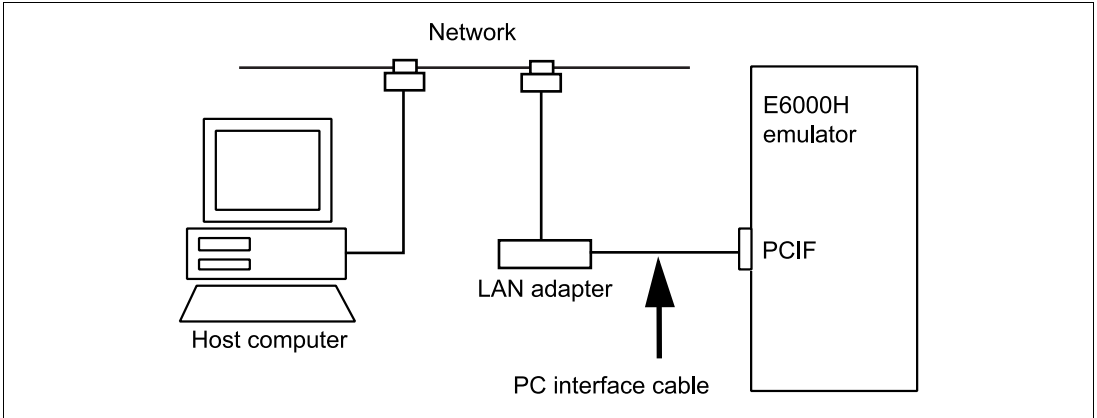 Network
E6000H
emulator
PCIF
LAN adapter
Host computer
PC interface cable